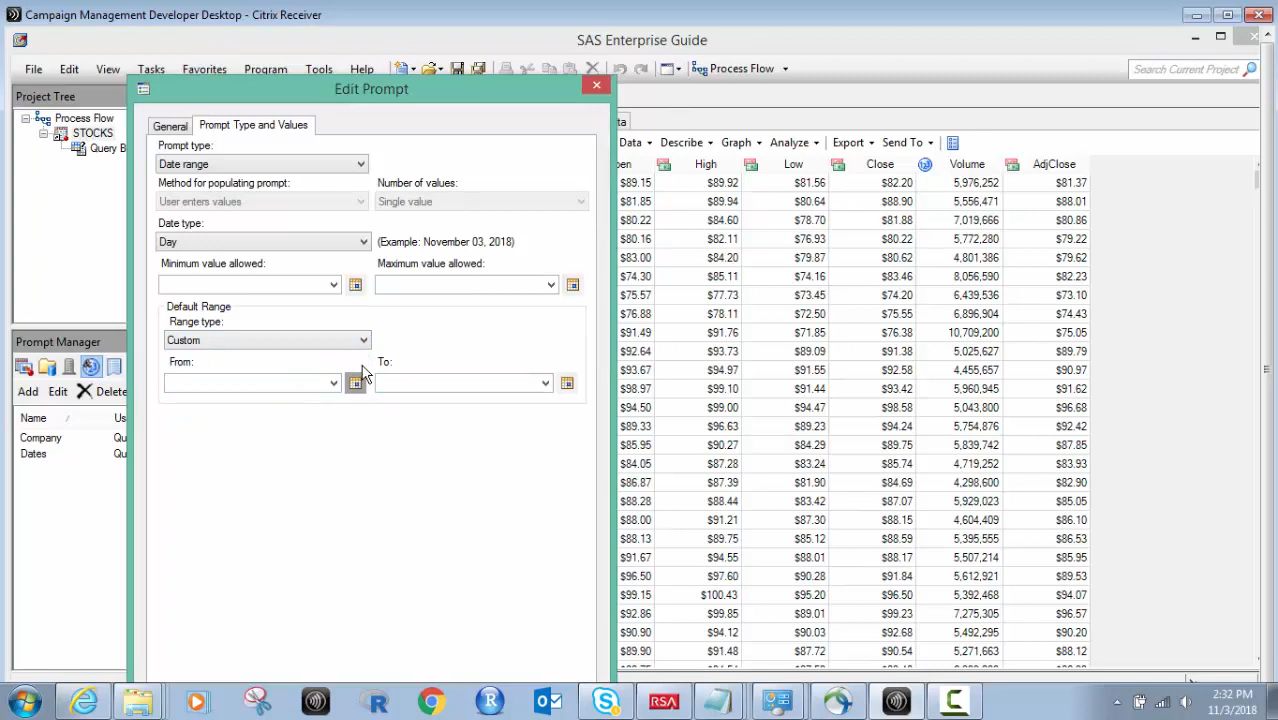 Campaign Management Developer Desktop - Citrix Receiver
SAS Enterprise Guide
File Edit View Tasks Favorites Program Tools Help Process Flow Search Current Project
Project Tree
Process Flow
STOCKS
Query B
Edit Prompt
General Prompt Type and Values
Prompt type:
Date range
Method for populating prompt: Number of values:
User enters values Single value
Date type:
Day (Example: November 03, 2018)
Minimum value allowed: Maximum value allowed:
Default Range
Range type:
Custom
From: To:
Prompt Manager
Add Edit Delete
Name / Us
Company Qu
Dates Qu
ta
Data Describe Graph Analyze Export Send To
pen High Low Close Volume AdjClose
$89.15 $89.92 $81.56 $82.20 5,976,252 $81.37
$81.85 $89.94 $80.64 $88.90 5,556,471 $88.01
$80.22 $84.60 $78.70 $81.88 7,019,666 $80.86
$80.16 $82.11 $76.93 $80.22 5,772,280 $79.22
$83.00 $84.20 $79.87 $80.62 4,801,386 $79.62
$74.30 $85.11 $74.16 $83.46 8,056,590 $82.23
$75.57 $77.73 $73.45 $74.20 6,439,536 $73.10
$76.88 $78.11 $72.50 $75.55 6,896,904 $74.43
$91.49 $91.76 $71.85 $76.38 10,709,200 $75.05
$92.64 $93.73 $89.09 $91.38 5,025,627 $89.79
$93.67 $94.97 $91.55 $92.58 4,455,657 $90.97
$98.97 $99.10 $91.44 $93.42 5,960,945 $91.62
$94.50 $99.00 $94.47 $98.58 5,043,800 $96.68
$89.33 $96.63 $89.23 $94.24 5,754,876 $92.42
$85.95 $90.27 $84.29 $89.75 5,839,742 $87.85
$84.05 $87.28 $83.24 $85.74 4,719,252 $83.93
$86.87 $87.39 $81.90 $84.69 4,298,600 $82.90
$88.28 $88.44 $83.42 $87.07 5,929,023 $85.05
$88.00 $91.21 $87.30 $88.15 4,604,409 $86.10
$88.13 $89.75 $85.12 $88.59 5,395,555 $86.53
$91.67 $94.55 $88.01 $88.17 5,507,214 $85.95
$96.50 $97.60 $90.28 $91.84 5,612,921 $89.53
$99.15 $100.43 $95.20 $96.50 5,392,468 $94.07
$92.86 $99.85 $89.01 $99.23 7,275,305 $96.57
$90.90 $94.12 $90.03 $92.68 5,492,295 $90.20
$89.90 $91.31 $87.72 $90.54 5,271,663 $88.12
RSA
2:32 PM
11/3/2018